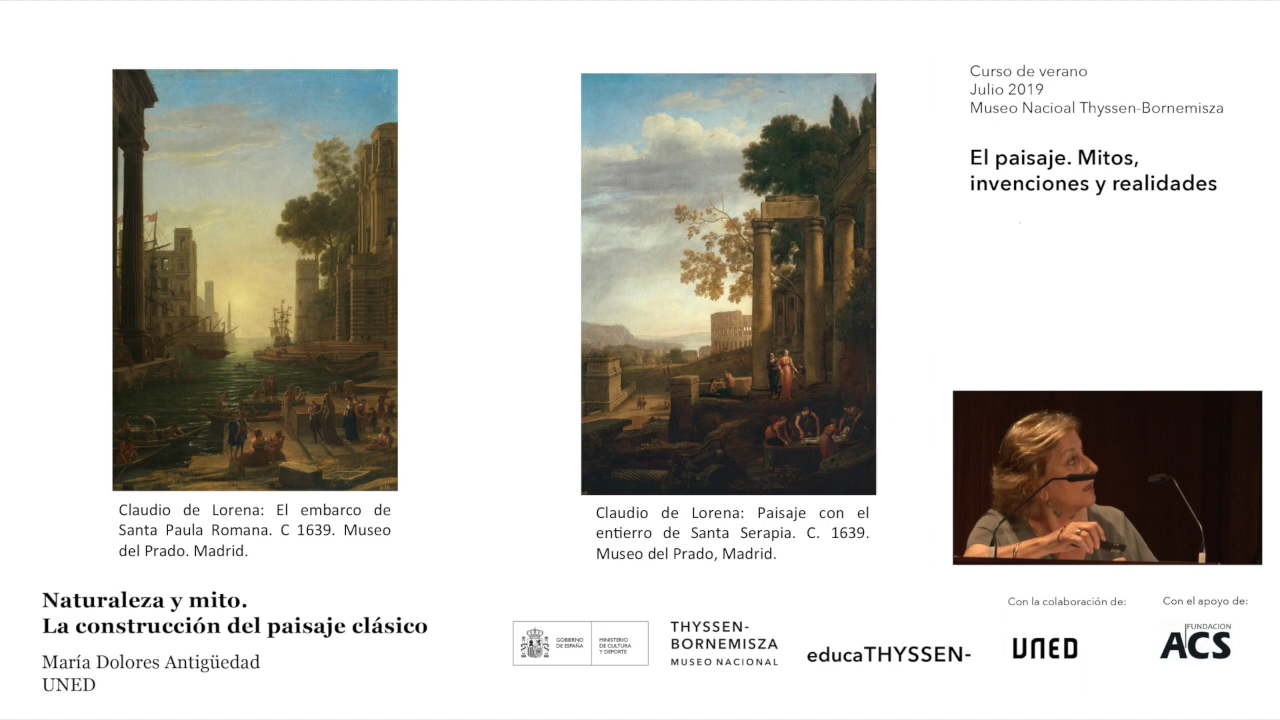 Curso de verano
Julio 2019
Museo Nacioal Thyssen-Bornemisza
El paisaje. Mitos,
invenciones y realidades
Claudio de Lorena: El embarco de
Santa Paula Romana. C 1639. Museo
del Prado. Madrid.
Claudio de Lorena: Paisaje con el
entierro de Santa Serapia. C. 1639.
Museo del Prado, Madrid.
Naturaleza y mito.
La construcción del paisaje clásico
María Dolores Antigüedad
UNED
GOBIERNO
DE ESPAÑA
MINISTERIO
DE CULTURA
Y DEPORTE
THYSSEN-
BORNEMISZA
MUSEO NACIONAL
educaTHYSSEN-
Con la colaboración de:
UNED
Con el apoyo de:
FUNDACIÓN
ACS